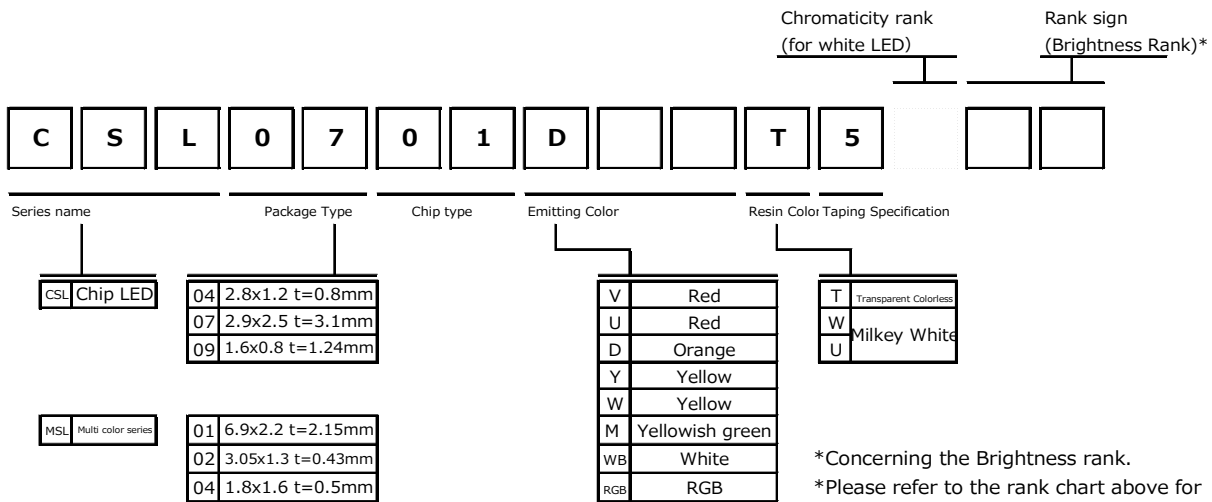 Chromaticity rank
(for white LED)
Rank sign
(Brightness Rank)*
C S L 0 7 0 1 D T 5
Series name
Package Type
Chip type
Emitting Color
Resin Color
Taping Specification
CSL Chip LED
04 2.8x1.2 t=0.8mm
07 2.9x2.5 t=3.1mm
09 1.6x0.8 t=1.24mm
MSL Multi color series
01 6.9x2.2 t=2.15mm
02 3.05x1.3 t=0.43mm
04 1.8x1.6 t=0.5mm
V Red
U Red
D Orange
Y Yellow
W Yellow
M Yellowish green
WB White
RGB RGB
T Transparent Colorless
W
U
Milkey White
*Concerning the Brightness rank.
*Please refer to the rank chart above for